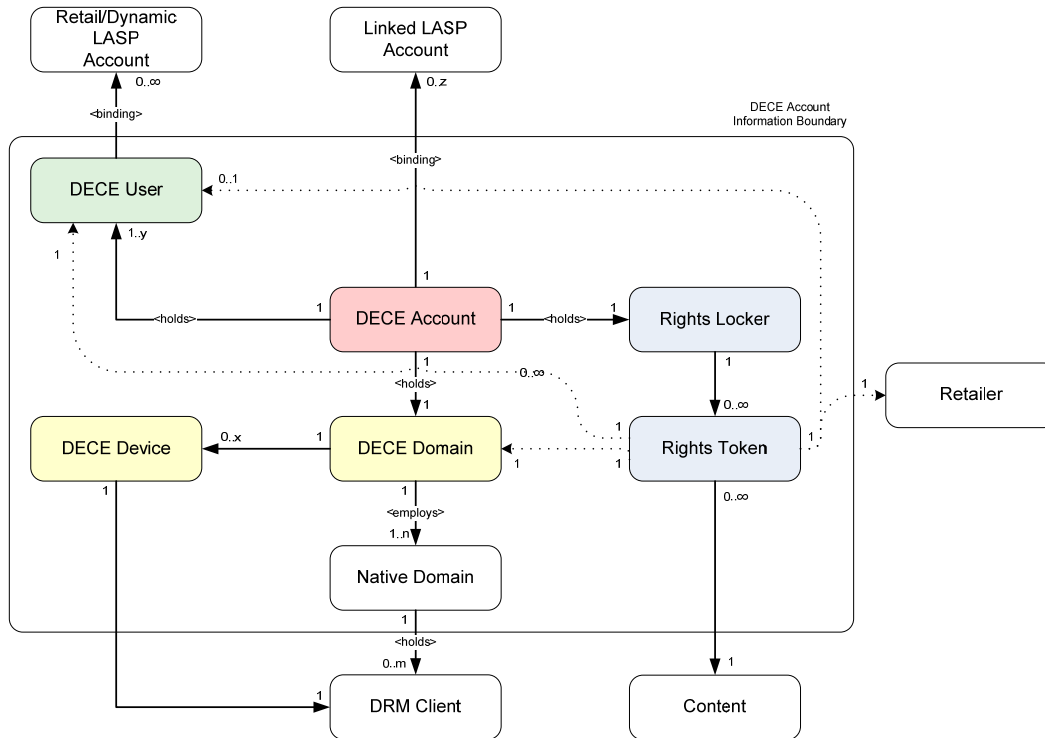 Retail/Dynamic
LASP
Account
Linked LASP
Account
0..∞
0..z
<binding>
DECE Account
Information Boundary
<binding>
DECE User
0..1
1..y
1
1
1
1
1
<holds>
DECE Account
<holds>
Rights Locker
1
1
<holds>
0..∞
1
Retailer
1
0..∞
1
DECE Device
0..x
1
DECE Domain
1
1
Rights Token
1
1
1
0..∞
<employs>
1..n
Native Domain
1
<holds>
0..m
1
1
DRM Client
Content